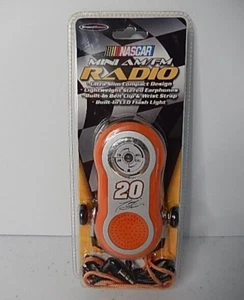 NASCAR
MINI AM/FM
RADIO
Ultra Slim Compact Design
• Lightweight Stereo Earphones
• Built-In Belt Clip & Wrist Strap
• Built-In LED Flash Light
20